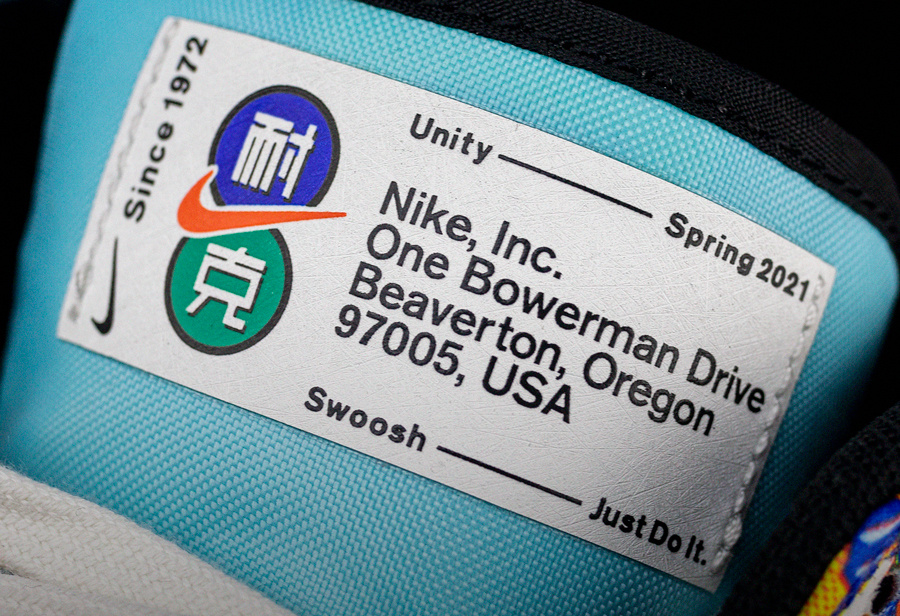 Since 1972
耐
克
Unity
Spring 2021
Nike, Inc.
One Bowerman Drive
Beaverton, Oregon
97005, USA
Swoosh
Just Do It.